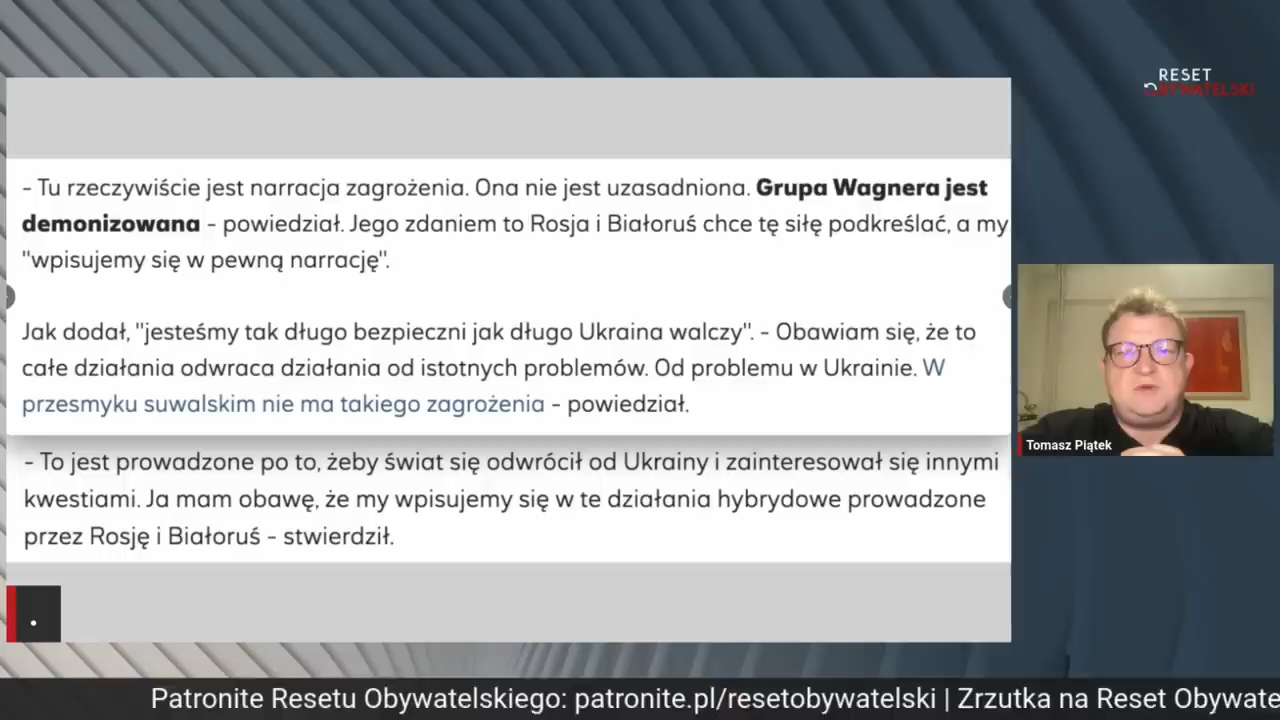 RESET
OBYWATELSKI
- Tu rzeczywiście jest narracja zagrożenia. Ona nie jest uzasadniona. Grupa Wagnera jest
demonizowana - powiedział. Jego zdaniem to Rosja i Białoruś chce tę siłę podkreślać, a my
"wpisujemy się w pewną narrację".
Jak dodał, "jesteśmy tak długo bezpieczni jak długo Ukraina walczy". - Obawiam się, że to
całe działania odwraca działania od istotnych problemów. Od problemu w Ukrainie. W
przesmyku suwalskim nie ma takiego zagrożenia - powiedział.
- To jest prowadzone po to, żeby świat się odwrócił od Ukrainy i zainteresował się innymi
kwestiami. Ja mam obawę, że my wpisujemy się w te działania hybrydowe prowadzone
przez Rosję i Białoruś - stwierdził.
Tomasz Piątek
.
Patronite Resetu Obywatelskiego: patronite.pl/resetobywatelski | Zrzutka na Reset Obywate